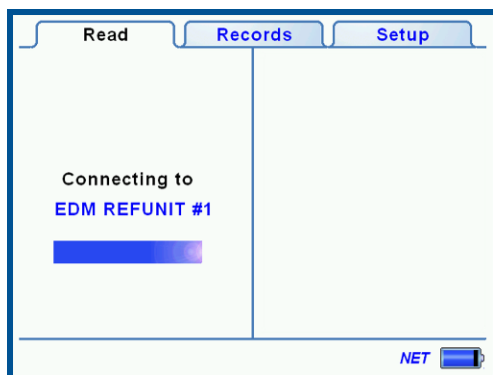 Read Records Setup
Connecting to
EDM REFUNIT #1
NET